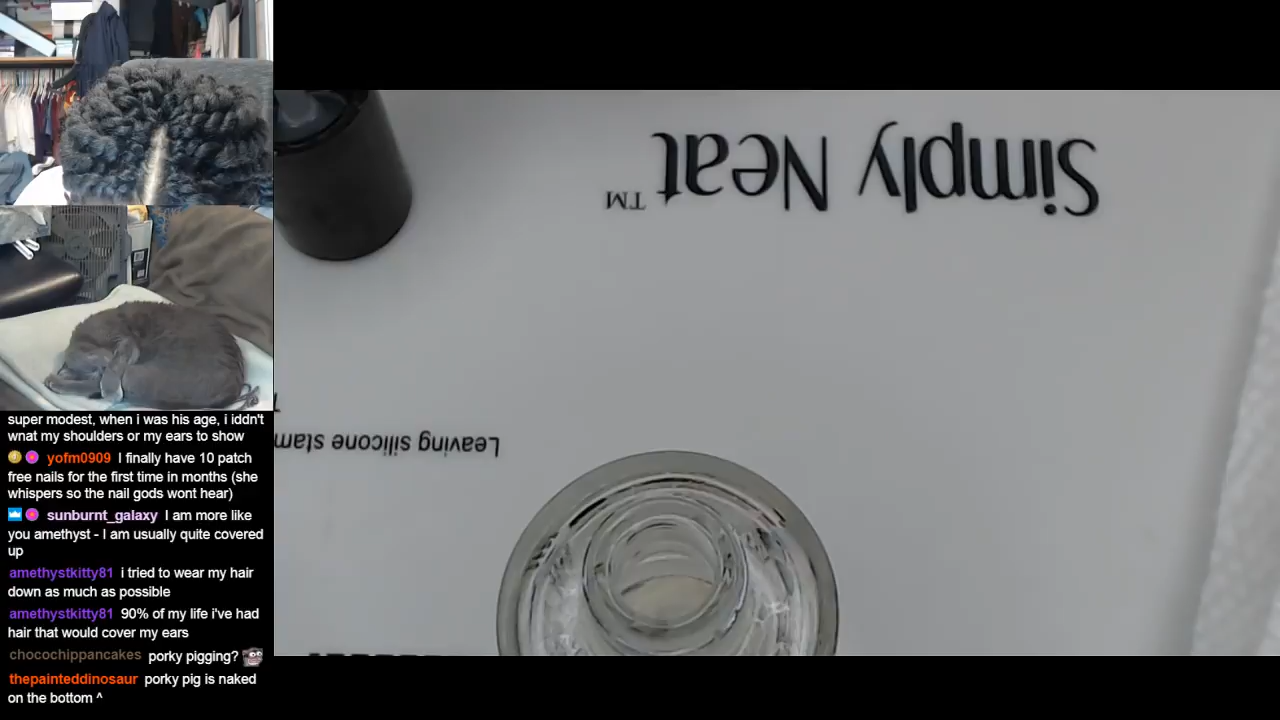 Simply Neat™
Leaving silicone stam
super modest, when i was his age, i iddn't
wnat my shoulders or my ears to show
yofm0909 I finally have 10 patch
free nails for the first time in months (she
whispers so the nail gods wont hear)
sunburnt_galaxy I am more like
you amethyst - I am usually quite covered
up
amethystkitty81 i tried to wear my hair
down as much as possible
amethystkitty81 90% of my life i've had
hair that would cover my ears
chocochippancakes porky pigging?
thepainteddinosaur porky pig is naked
on the bottom ^